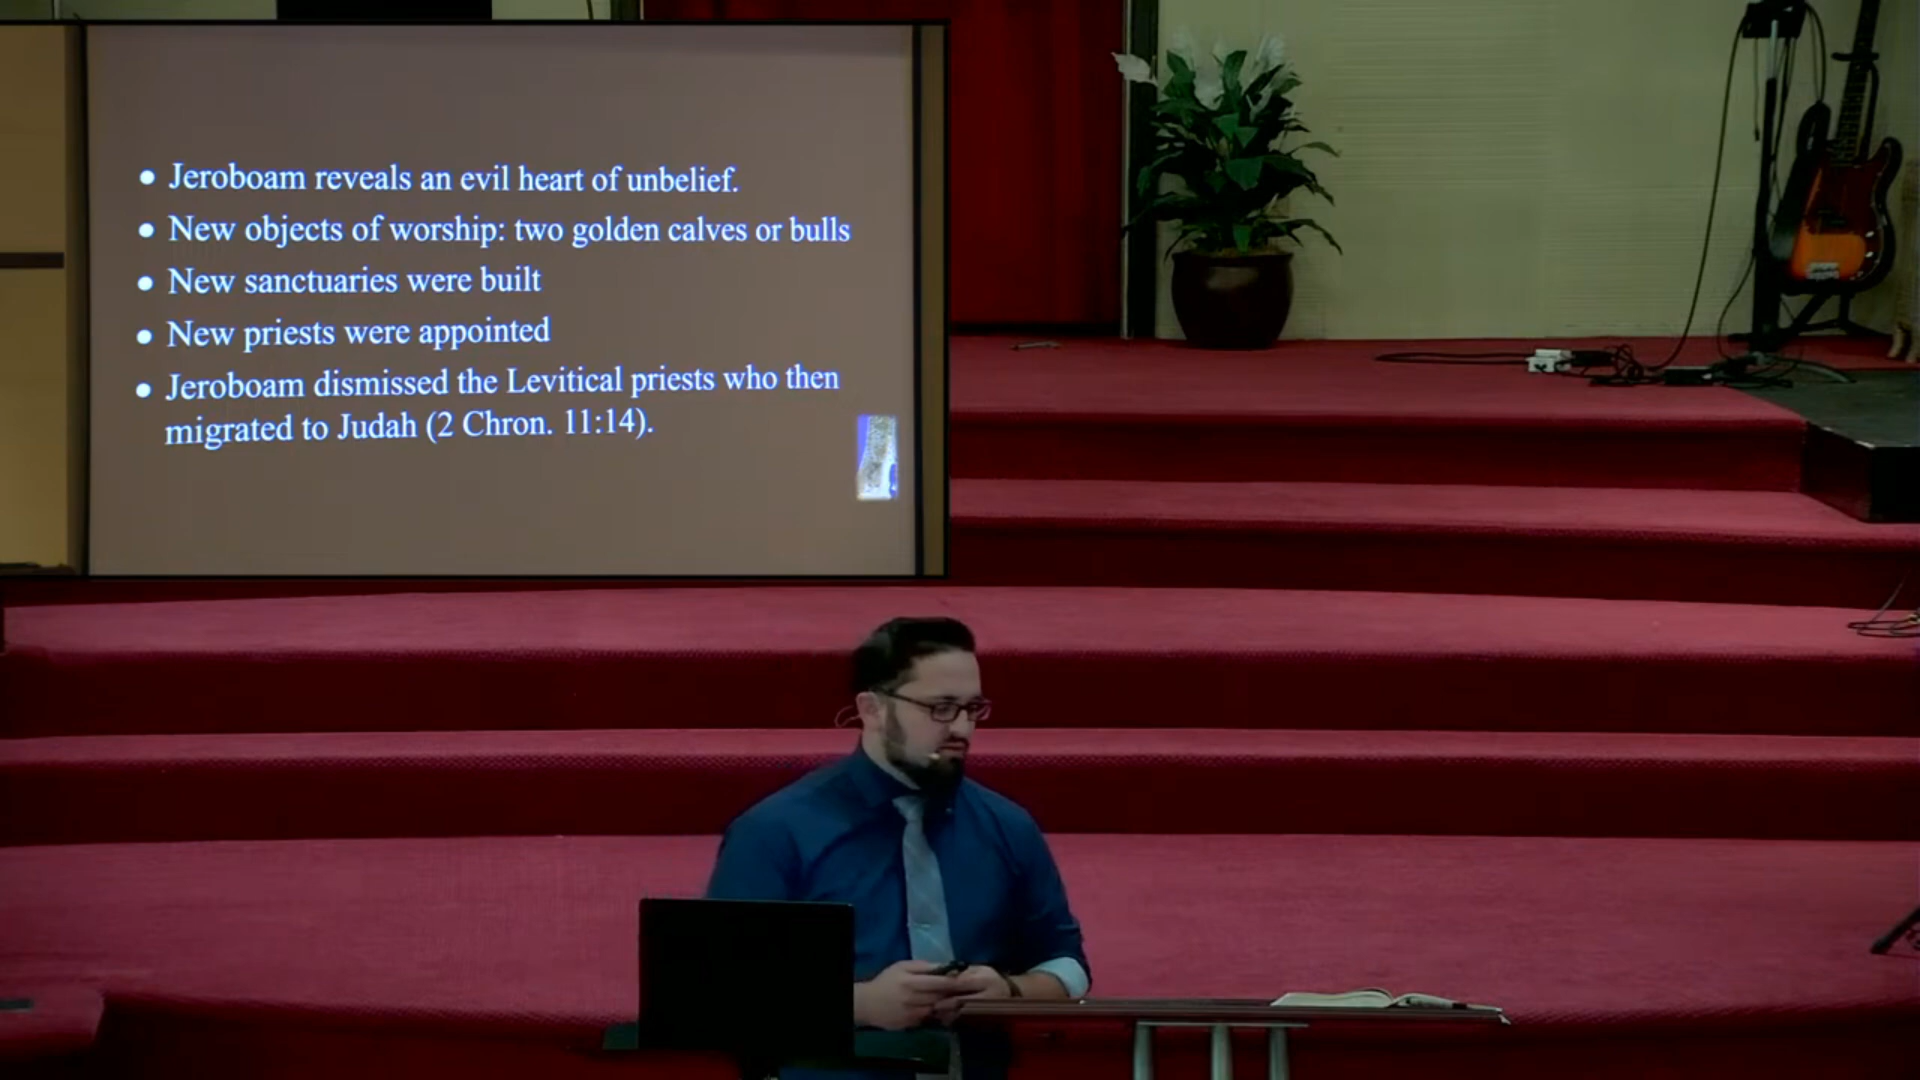 • Jeroboam reveals an evil heart of unbelief.
• New objects of worship: two golden calves or bulls
• New sanctuaries were built
• New priests were appointed
• Jeroboam dismissed the Levitical priests who then
migrated to Judah (2 Chron. 11:14).